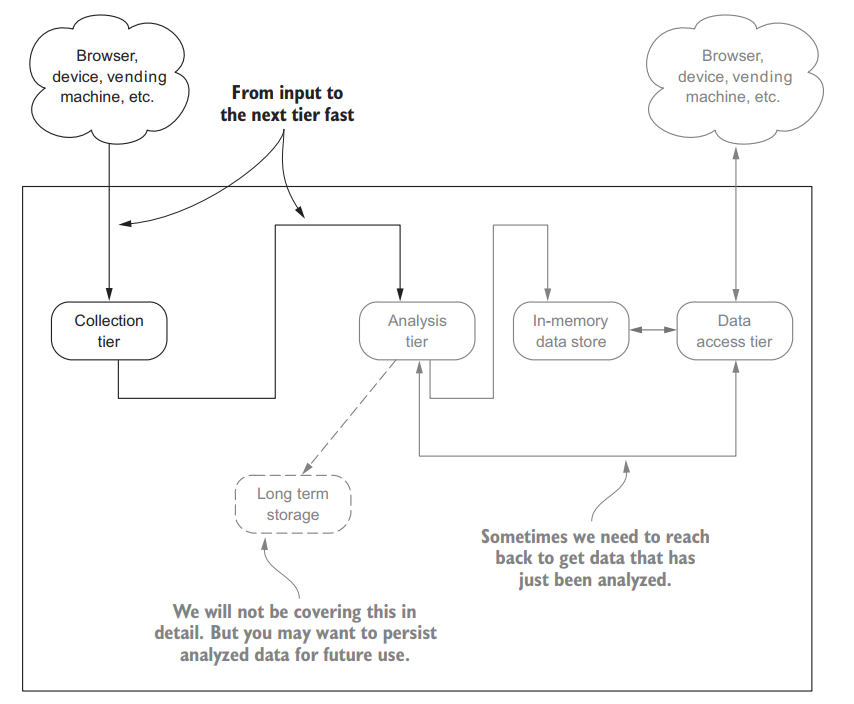 Browser,
device, vending
machine, etc.
From input to
the next tier fast
Browser,
device, vending
machine, etc.
Collection
tier
Analysis
tier
In-memory
data store
Data
access tier
Long term
storage
Sometimes we need to reach
back to get data that has
just been analyzed.
We will not be covering this in
detail. But you may want to persist
analyzed data for future use.